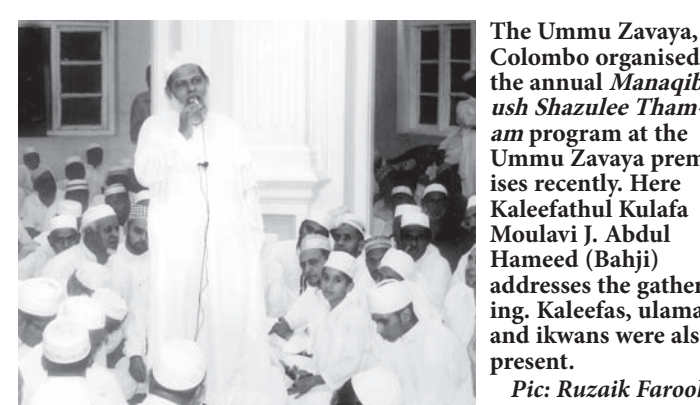 The Ummu Zavaya,
Colombo organised
the annual Manaqib
ush Shazulee Tham-
am program at the
Ummu Zavaya prem
ises recently. Here
Kaleefathul Kulafa
Moulavi J. Abdul
Hameed (Bahji)
addresses the gather
ing. Kaleefas, ulama
and ikwans were als
present.
Pic: Ruzaik Farook